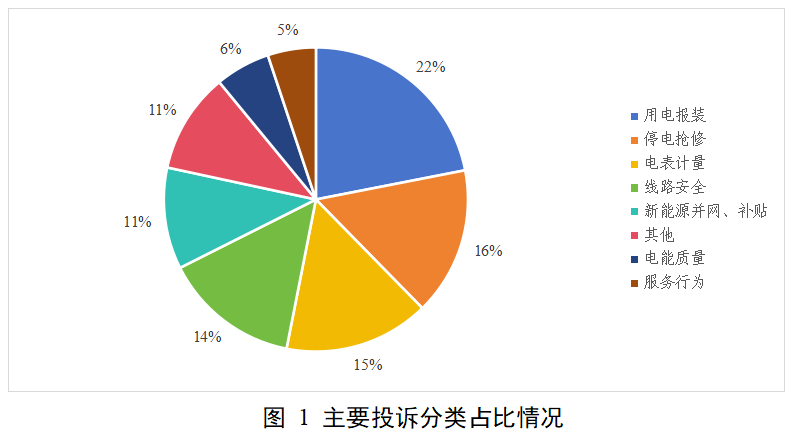 5%
6%
22%
11%
用电报装
停电抢修
电表计量
线路安全
新能源并网、补贴
其他
电能质量
服务行为
11%
16%
14%
15%
图 1 主要投诉分类占比情况